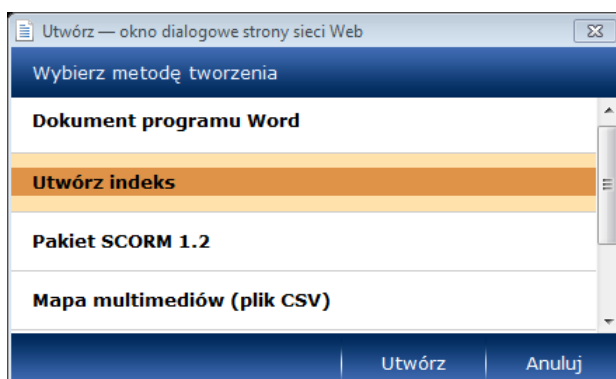 Utwórz — okno dialogowe strony sieci Web
Wybierz metodę tworzenia
Dokument programu Word
Utwórz indeks
Pakiet SCORM 1.2
Mapa multimediów (plik CSV)
Utwórz Anuluj